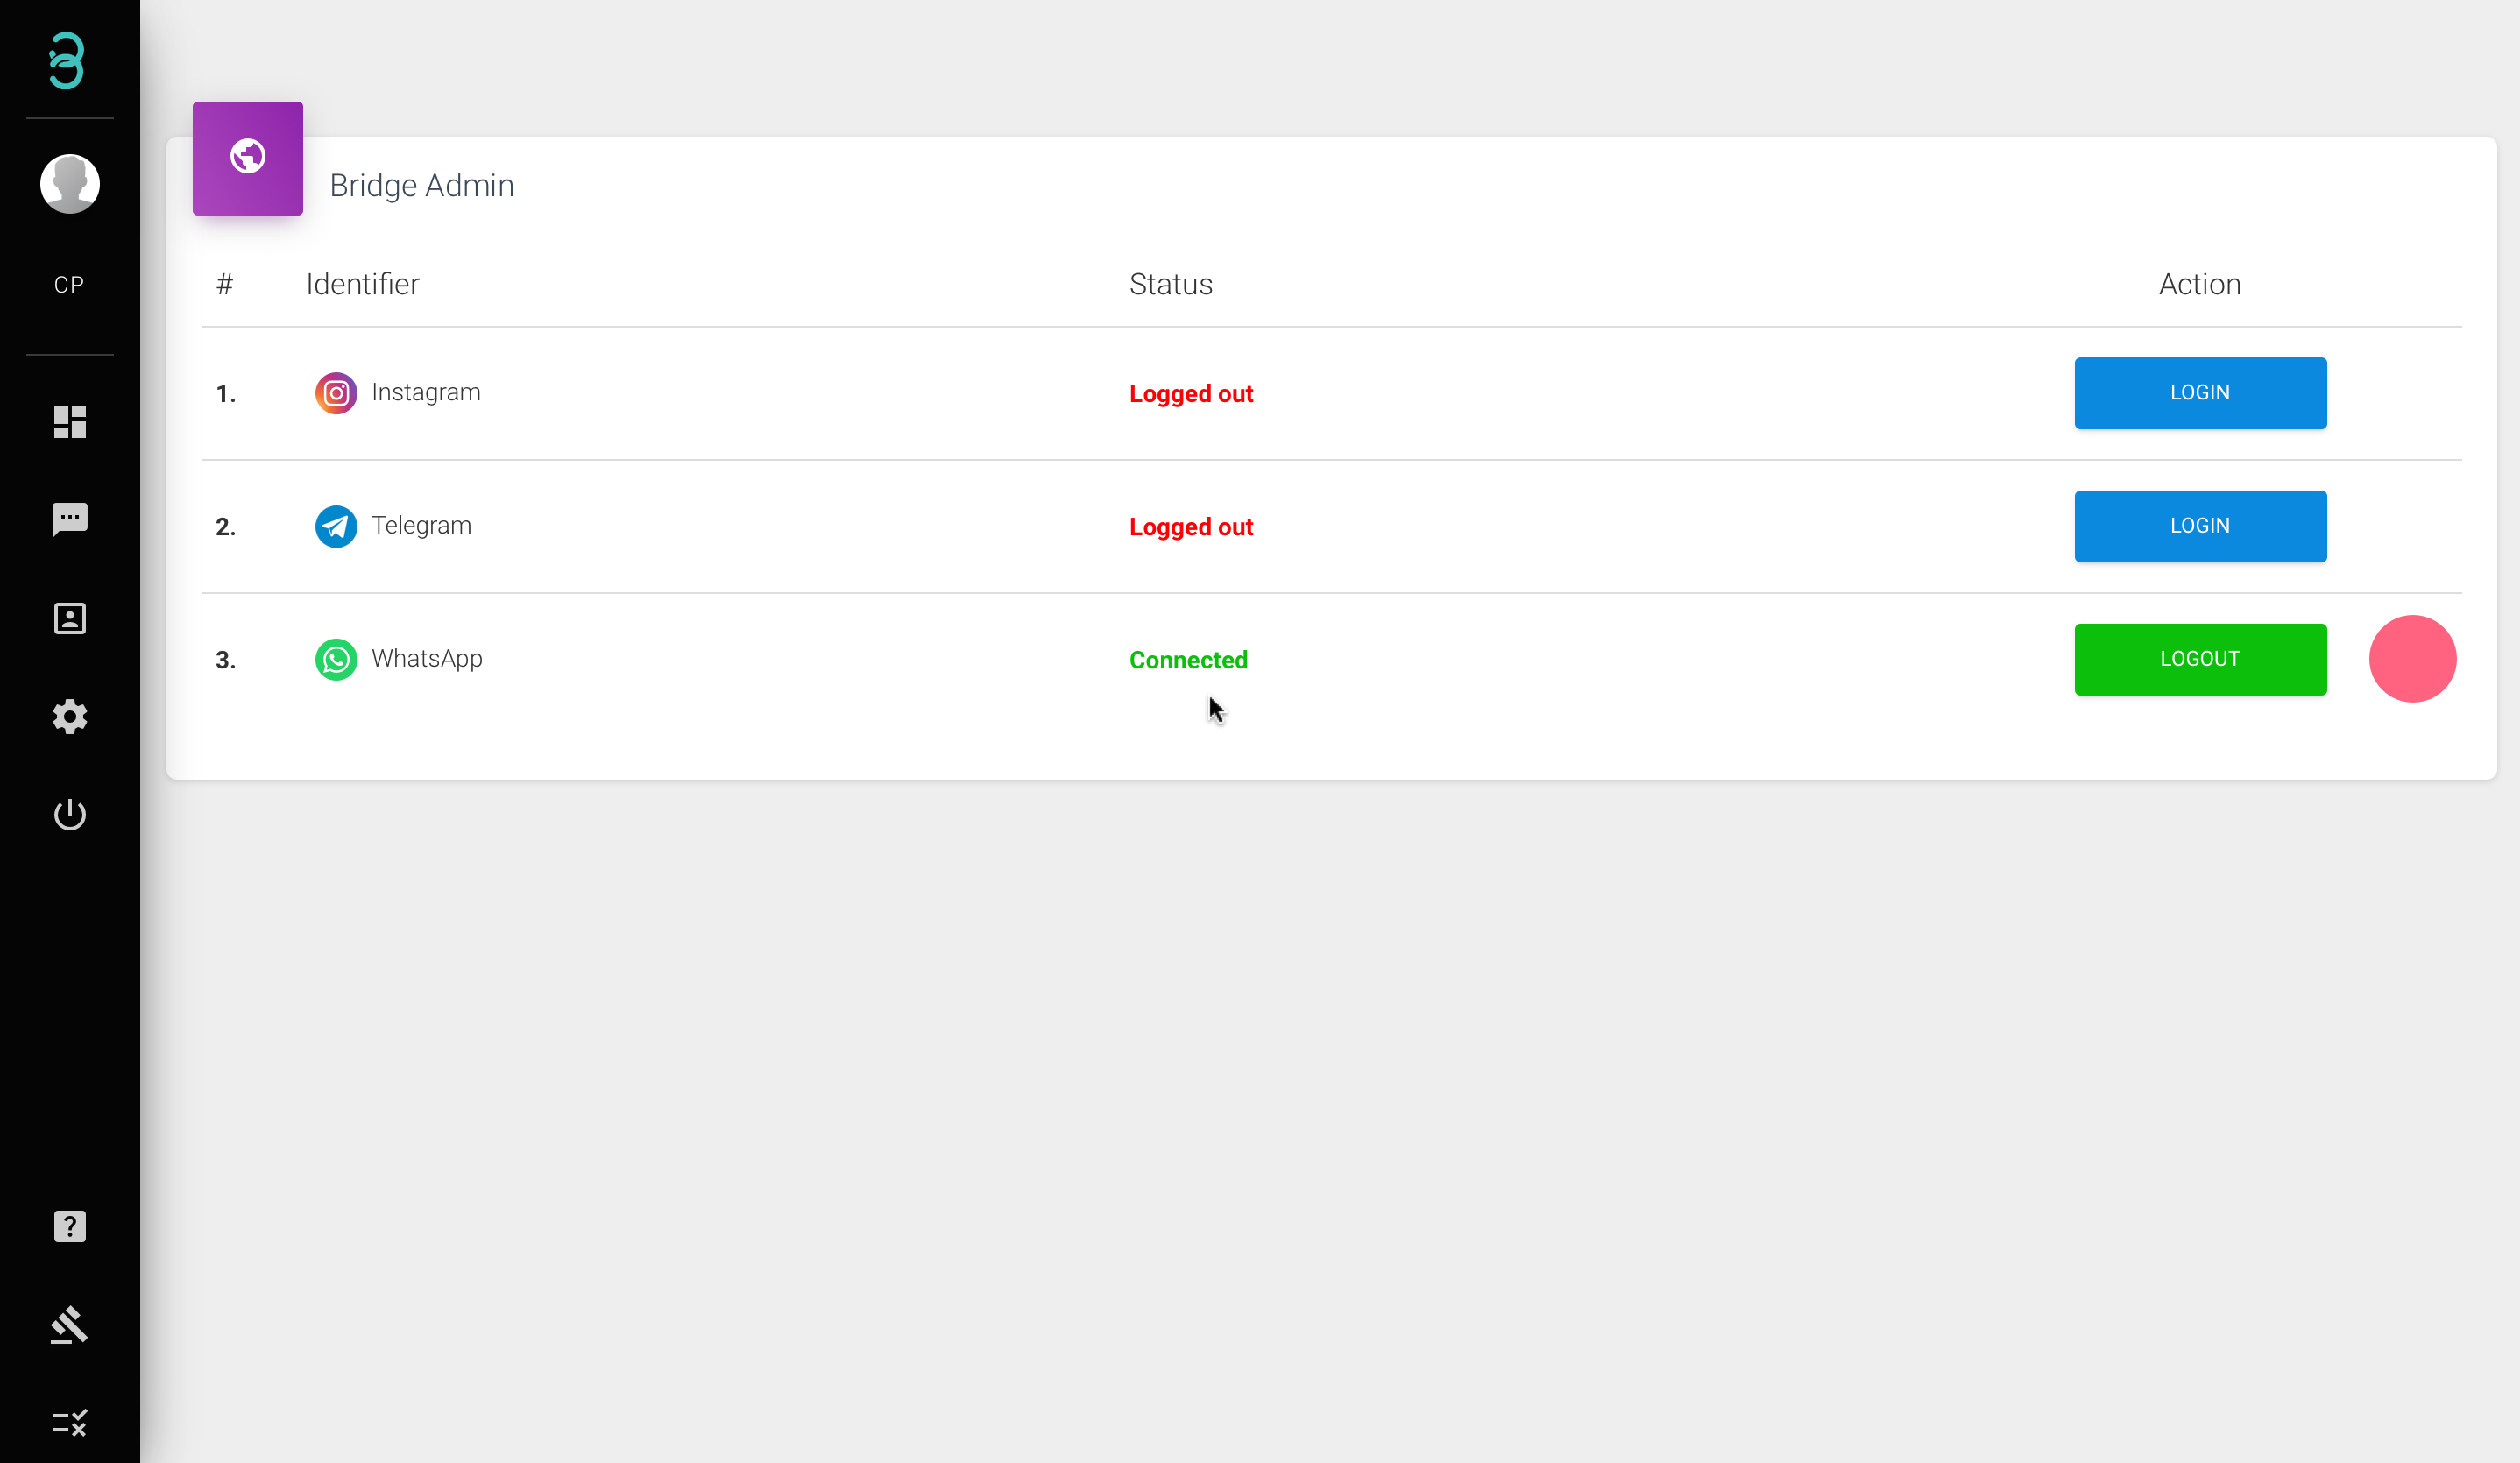 CP
Bridge Admin
# Identifier Status Action
1. Instagram Logged out LOGIN
2. Telegram Logged out LOGIN
3. WhatsApp Connected LOGOUT
?